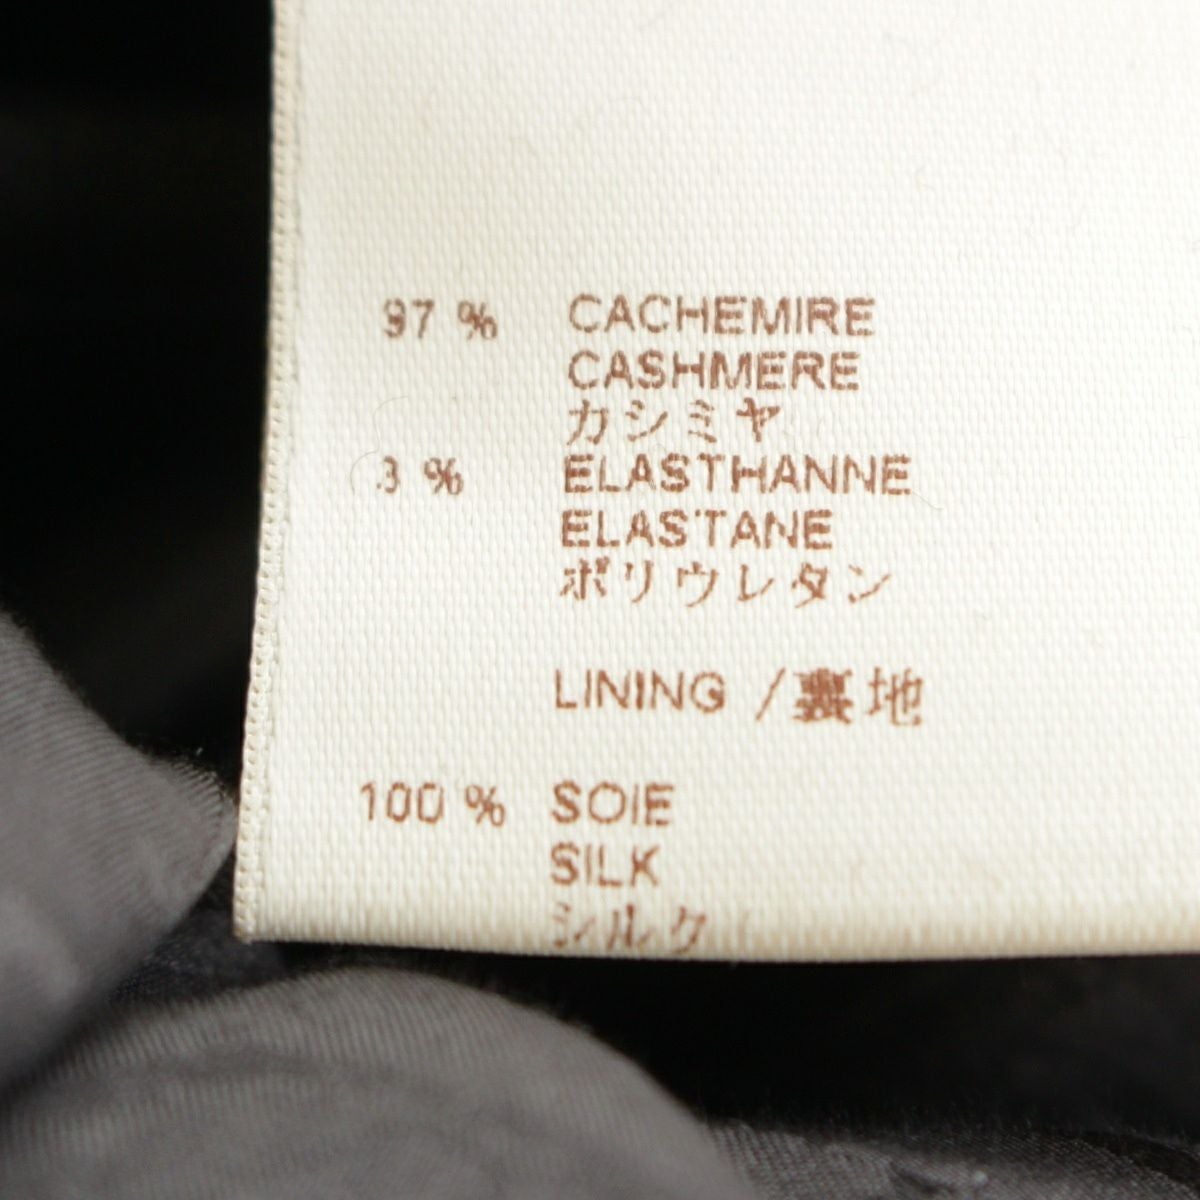 97 % CACHEMIRE
CASHMERE
カシミヤ
3 % ELASTHANNE
ELASTANE
ポリウレタン
LINING / 裏地
100 % SOIE
SILK
シルク